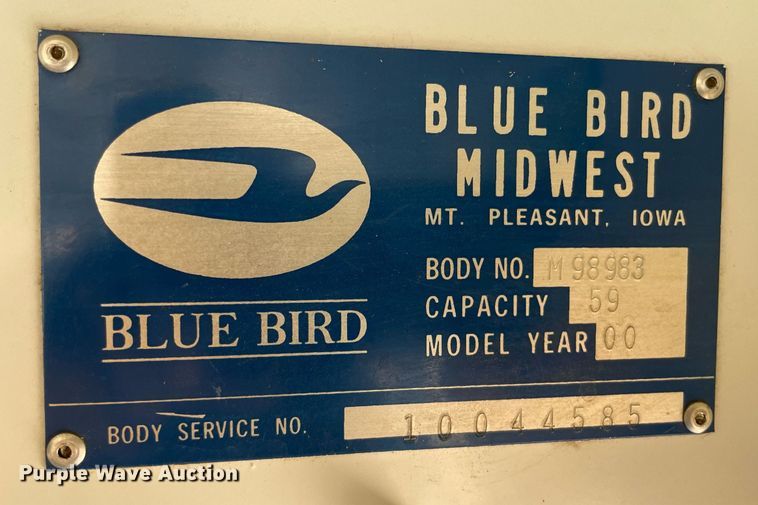 BLUE BIRD
MIDWEST
MT. PLEASANT, IOWA
BODY NO. M98983
CAPACITY 59
MODEL YEAR 00
BLUE BIRD
BODY SERVICE NO. 10044585
Purple Wave Auction